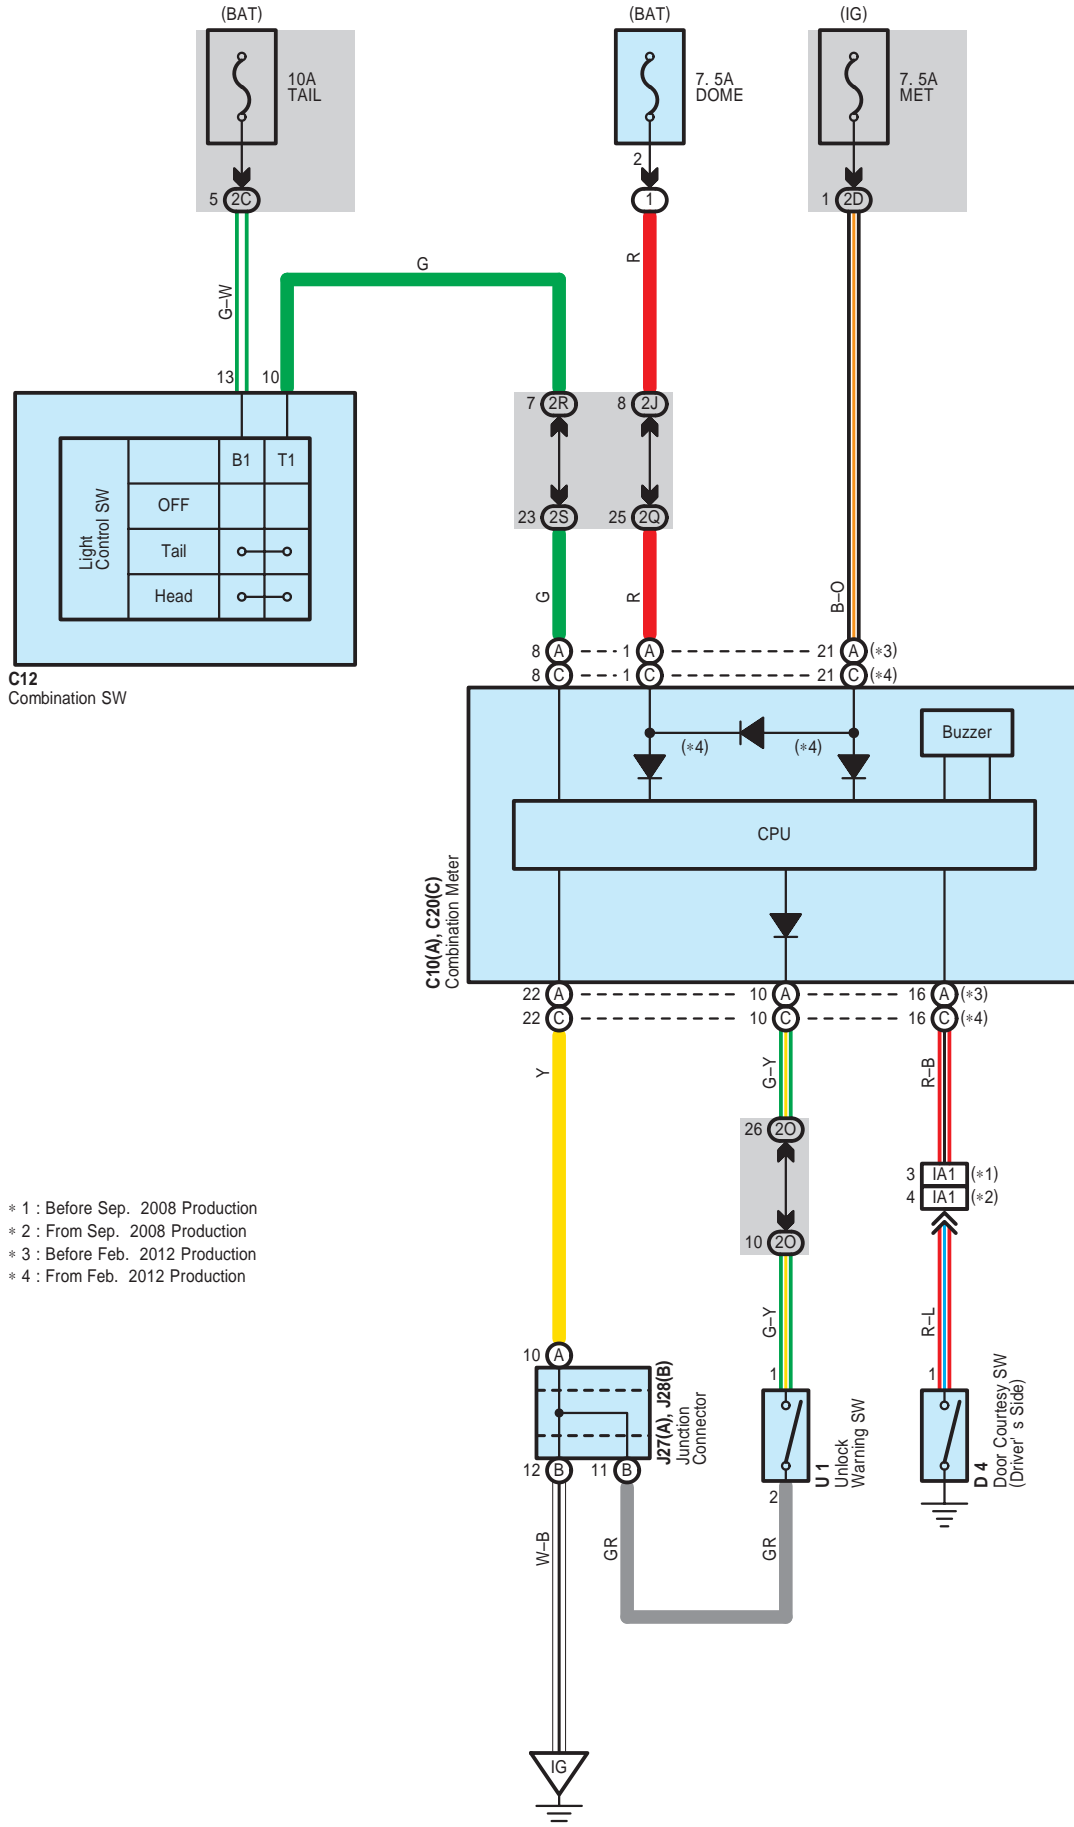 (BAT)
(BAT)
(IG)
10A
TAIL
7. 5A
DOME
7. 5A
MET
2
5
2C
1
1
2D
G
G–W
R
13
10
B1
T1
Light
Control SW
OFF
Tail
Head
C12
Combination SW
7
2R
8
2J
23
2S
25
2Q
G
R
B–O
8
A
1
A
21
A
(∗3)
8
C
1
C
21
C
(∗4)
(∗4)
(∗4)
Buzzer
CPU
C10(A), C20(C)
Combination Meter
22
A
10
A
16
A
(∗3)
22
C
10
C
16
C
(∗4)
Y
G–Y
R–B
26
2O
3
IA1
(∗1)
4
IA1
(∗2)
10
2O
∗ 1 : Before Sep. 2008 Production
∗ 2 : From Sep. 2008 Production
∗ 3 : Before Feb. 2012 Production
∗ 4 : From Feb. 2012 Production
G–Y
R–L
10
A
1
1
J27(A), J28(B)
Junction
Connector
U 1
Unlock
Warning SW
D 4
Door Courtesy SW
(Driver' s Side)
12
B
11
B
2
W–B
GR
GR
IG